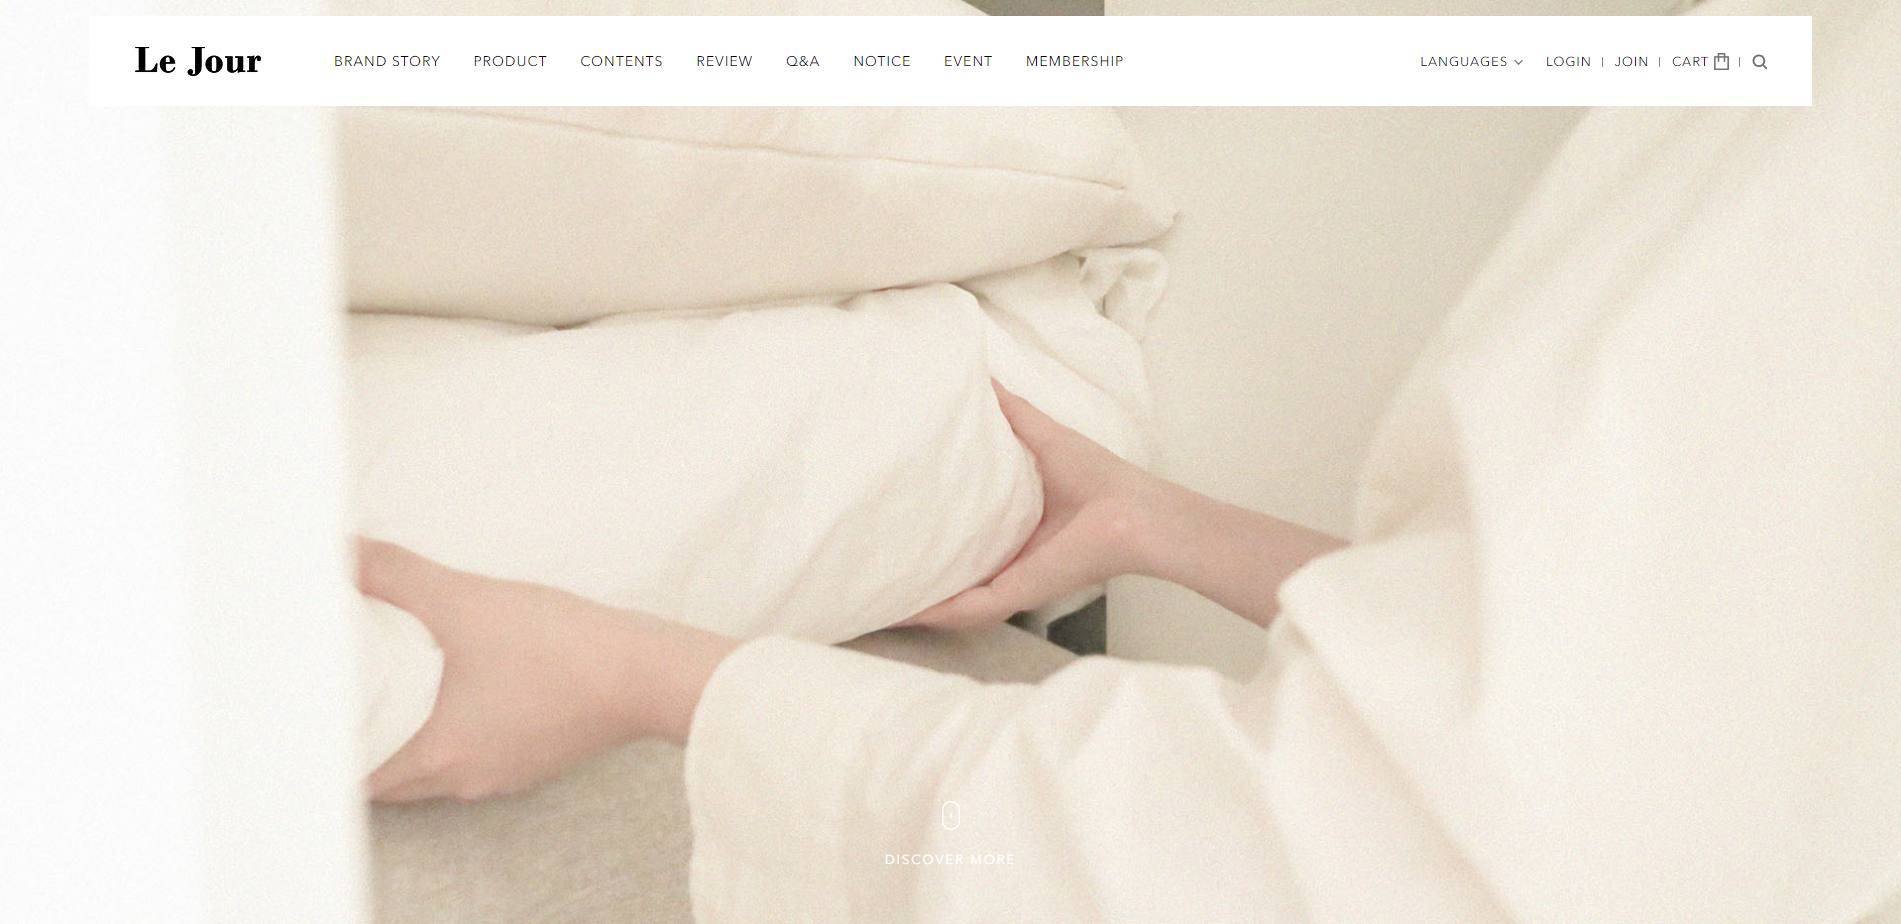 Le Jour
BRAND STORY PRODUCT CONTENTS REVIEW Q&A NOTICE EVENT MEMBERSHIP
LANGUAGES LOGIN | JOIN | CART |
DISCOVER MORE